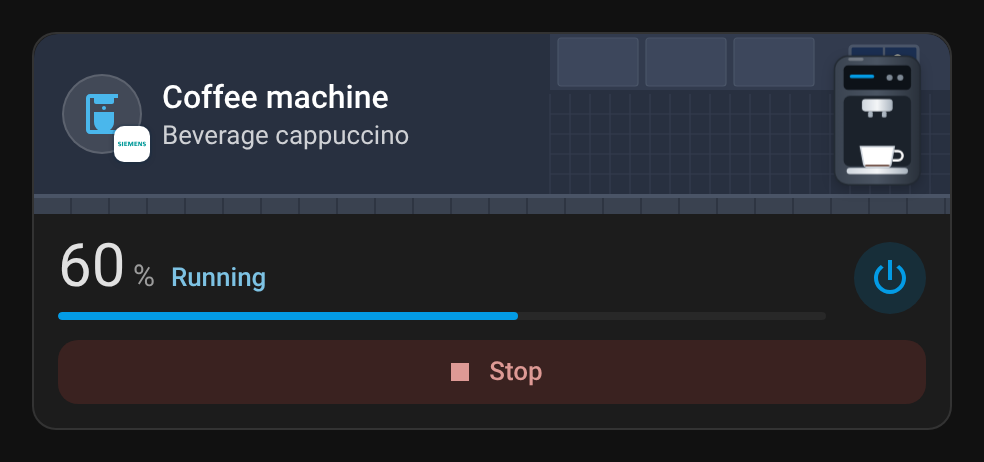 Coffee machine
Beverage cappuccino
SIEMENS
60 % Running
Stop